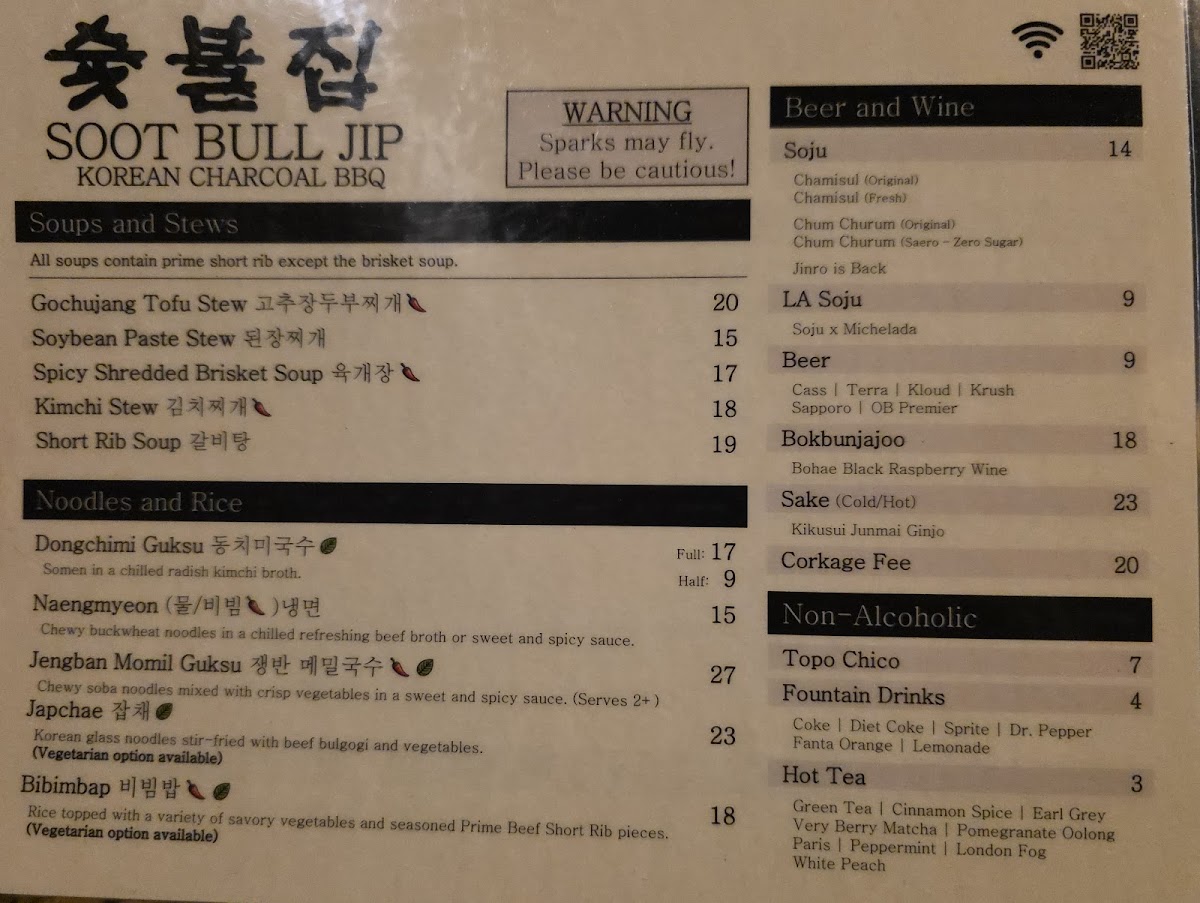 숯불집
SOOT BULL JIP
KOREAN CHARCOAL BBQ
WARNING
Sparks may fly.
Please be cautious!
Soups and Stews
All soups contain prime short rib except the brisket soup.
Gochujang Tofu Stew 고추장두부찌개 20
Soybean Paste Stew 된장찌개 15
Spicy Shredded Brisket Soup 육개장 17
Kimchi Stew 김치찌개 18
Short Rib Soup 갈비탕 19
Noodles and Rice
Dongchimi Guksu 동치미국수 Full: 17
Somen in a chilled radish kimchi broth. Half: 9
Naengmyeon (물/비빔)냉면 15
Chewy buckwheat noodles in a chilled refreshing beef broth or sweet and spicy sauce.
Jengban Momil Guksu 쟁반 메밀국수 27
Chewy soba noodles mixed with crisp vegetables in a sweet and spicy sauce. (Serves 2+)
Japchae 잡채 23
Korean glass noodles stir-fried with beef bulgogi and vegetables.
(Vegetarian option available)
Bibimbap 비빔밥 18
Rice topped with a variety of savory vegetables and seasoned Prime Beef Short Rib pieces.
(Vegetarian option available)
Beer and Wine
Soju 14
Chamisul (Original)
Chamisul (Fresh)
Chum Churum (Original)
Chum Churum (Saero - Zero Sugar)
Jinro is Back
LA Soju 9
Soju x Michelada
Beer 9
Cass | Terra | Kloud | Krush
Sapporo | OB Premier
Bokbunjajoo 18
Bohae Black Raspberry Wine
Sake (Cold/Hot) 23
Kikusui Junmai Ginjo
Corkage Fee 20
Non-Alcoholic
Topo Chico 7
Fountain Drinks 4
Coke | Diet Coke | Sprite | Dr. Pepper
Fanta Orange | Lemonade
Hot Tea 3
Green Tea | Cinnamon Spice | Earl Grey
Very Berry Matcha | Pomegranate Oolong
Paris | Peppermint | London Fog
White Peach